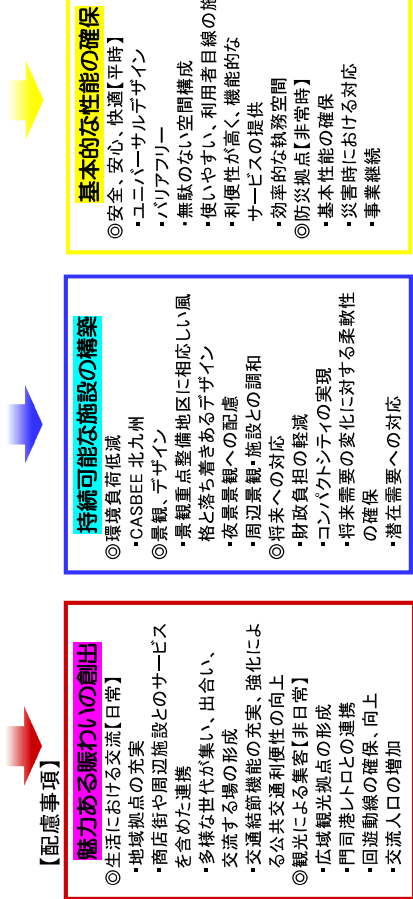 【配慮事項】
魅力ある賑わいの創出
◎生活における交流【日常】
・地域拠点の充実
・商店街や周辺施設とのサービス
を含めた連携
・多様な世代が集い、出合い、
交流する場の形成
・交通結節機能の充実、強化によ
る公共交通利便性の向上
◎観光による集客【非日常】
・広域観光拠点の形成
・門司港レトロとの連携
・回遊動線の確保、向上
・交流人口の増加
持続可能な施設の構築
◎環境負荷低減
・CASBEE 北九州
◎景観、デザイン
・景観重点整備地区に相応しい風
格と落ち着きあるデザイン
・夜景景観への配慮
・周辺景観・施設との調和
◎将来への対応
・財政負担の軽減
・コンパクトシティの実現
・将来需要の変化に対する柔軟性
の確保
・潜在需要への対応
基本的な性能の確保
◎安全、安心、快適【平時】
・ユニバーサルデザイン
・バリアフリー
・無駄のない空間構成
・使いやすい、利用者目線の施
・利便性が高く、機能的な
サービスの提供
・効率的な執務空間
◎防災拠点【非常時】
・基本性能の確保
・災害時における対応
・事業継続